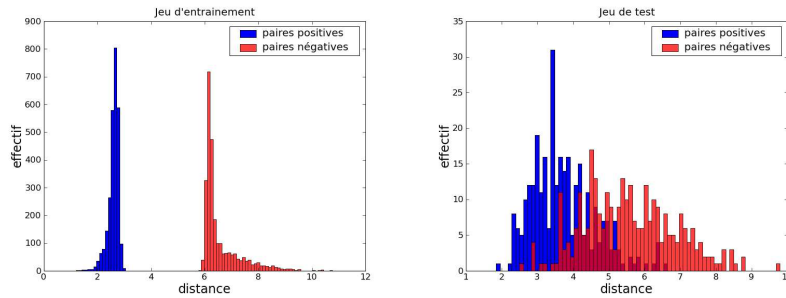 Jeu d'entrainement
900
800
700
600
500
400
300
200
100
0
effectif
paires positives
paires négatives
0 2 4 6 8 10 12
distance
Jeu de test
35
30
25
20
15
10
5
0
effectif
paires positives
paires négatives
1 2 3 4 5 6 7 8 9
distance